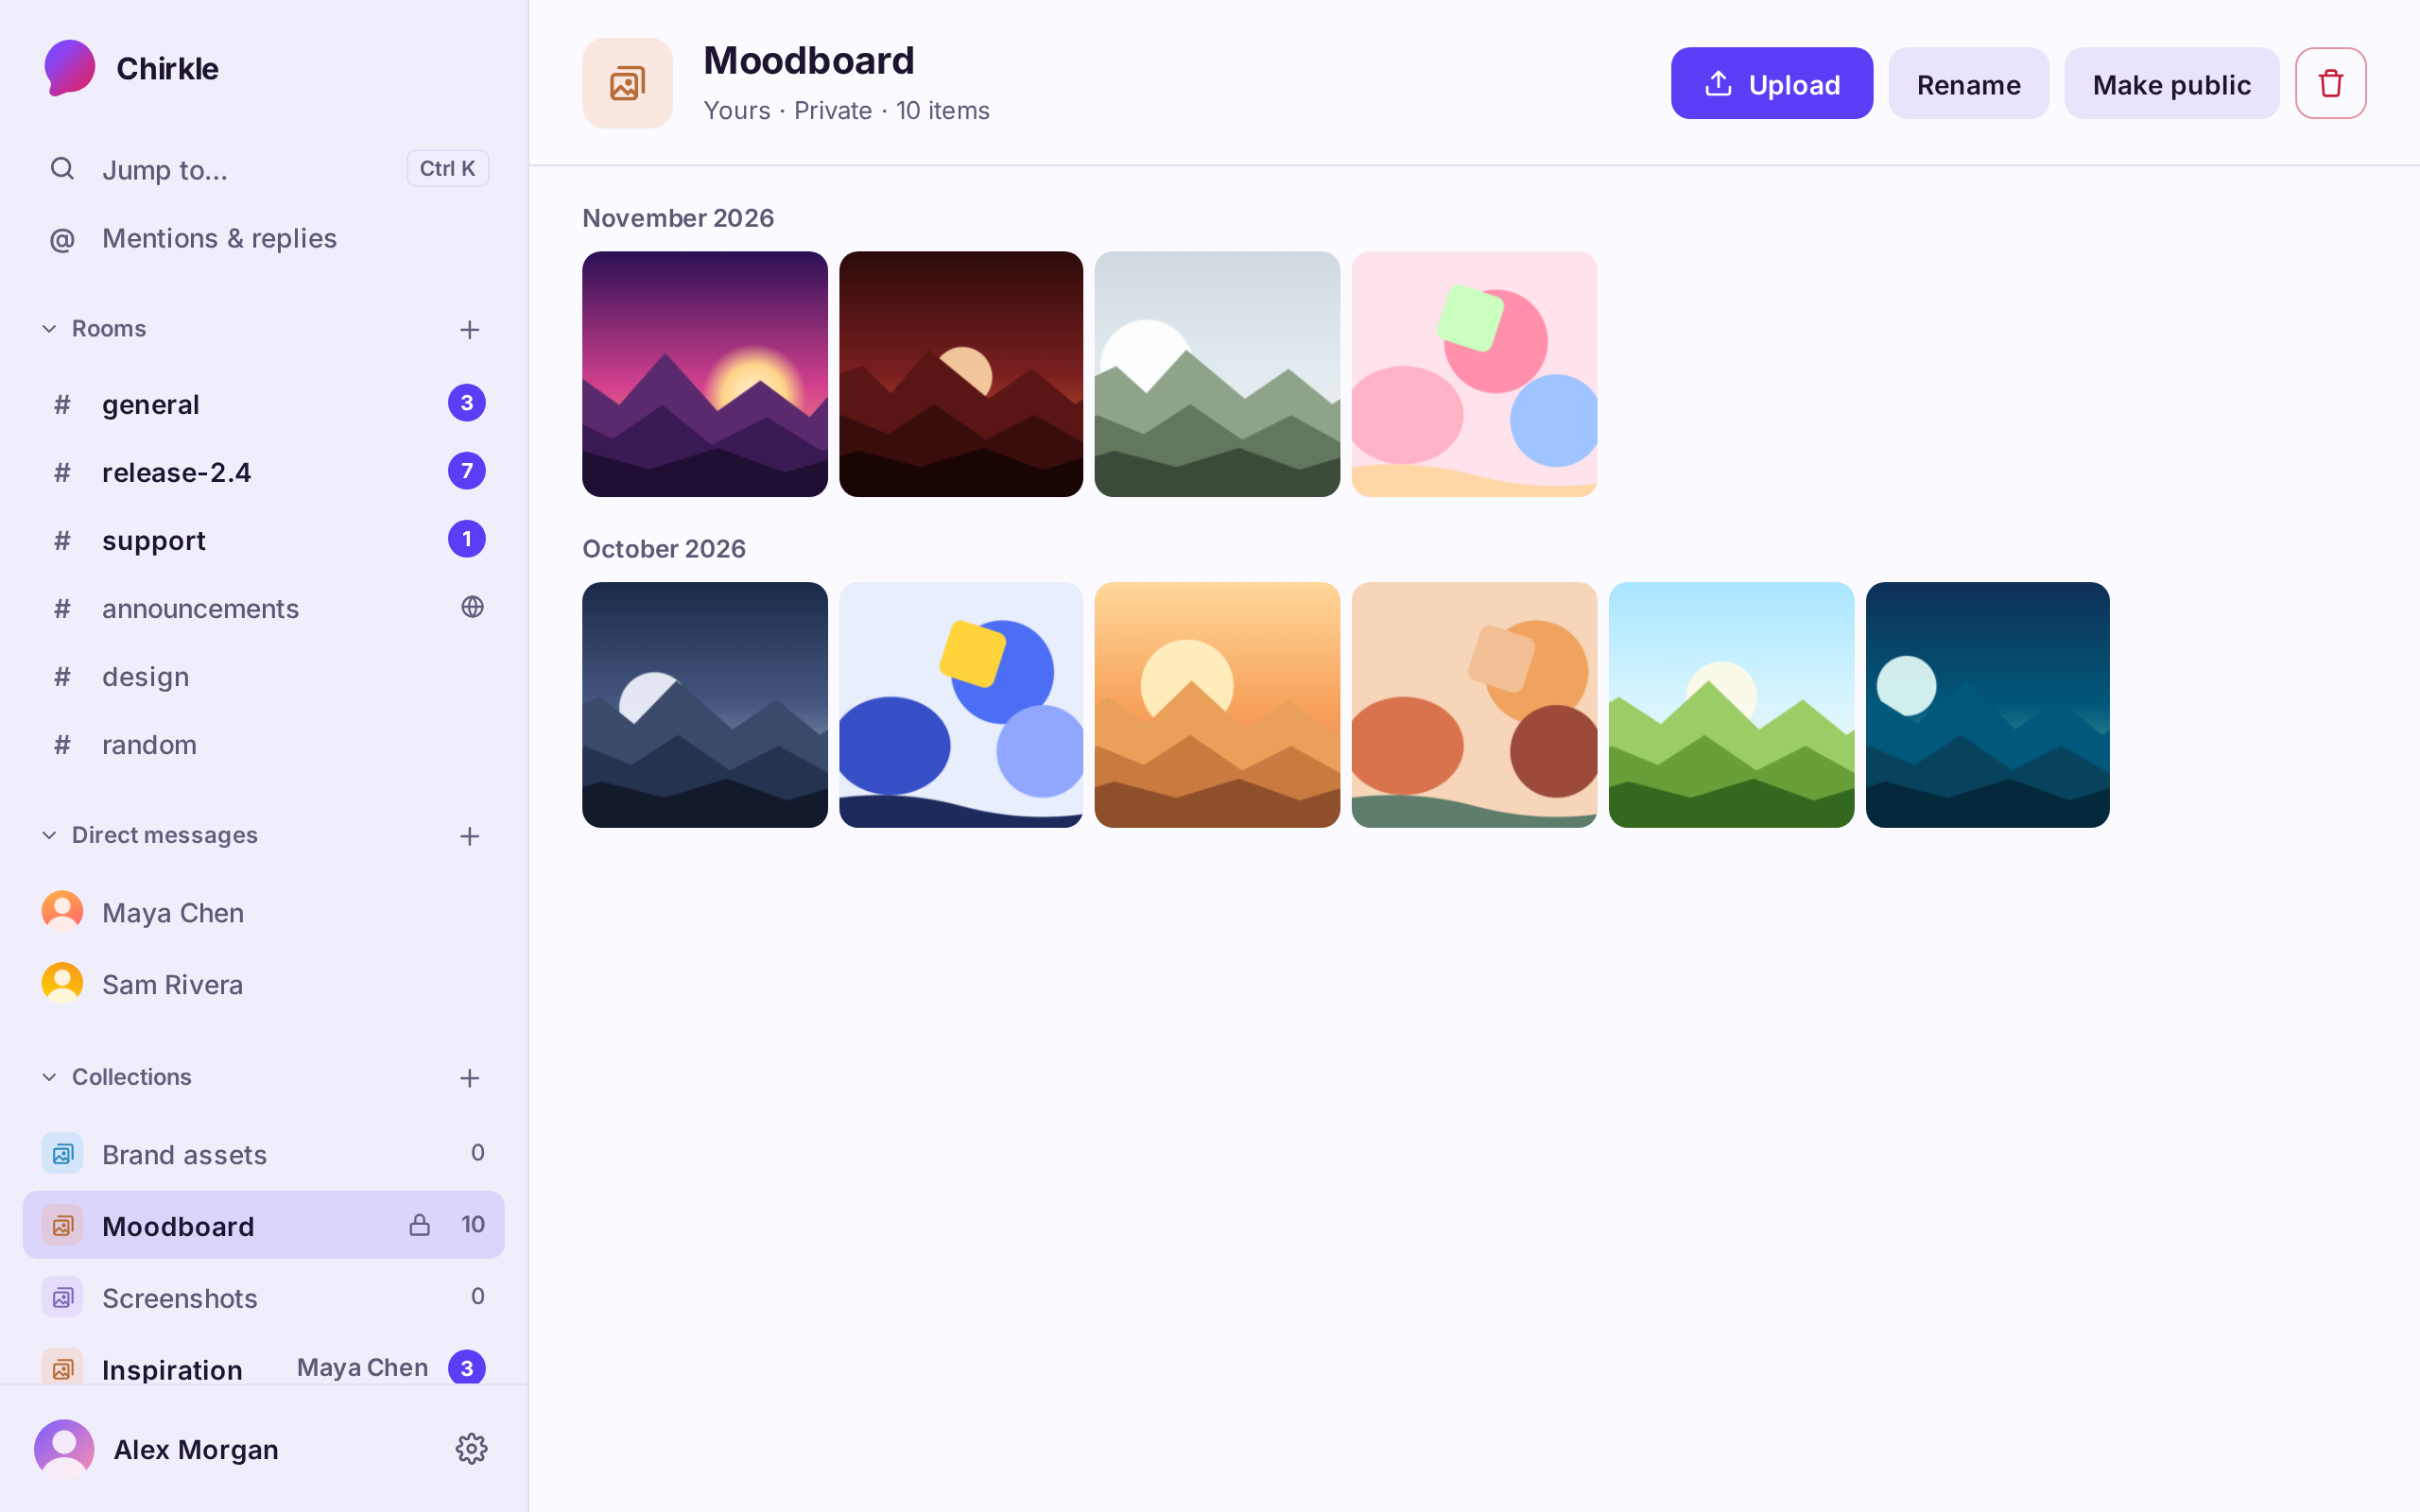 Chirkle
Jump to...
Ctrl K
@ Mentions & replies
Rooms
# general 3
# release-2.4 7
# support 1
# announcements
# design
# random
Direct messages
Maya Chen
Sam Rivera
Collections
Brand assets 0
Moodboard 10
Screenshots 0
Inspiration Maya Chen 3
Alex Morgan
Moodboard
Yours · Private · 10 items
Upload
Rename
Make public
November 2026
October 2026